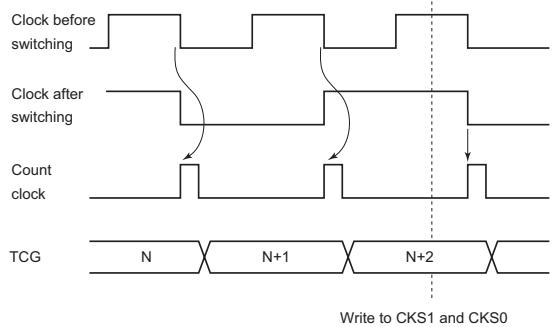 Clock before
switching
Clock after
switching
Count
clock
TCG N N+1 N+2
Write to CKS1 and CKS0